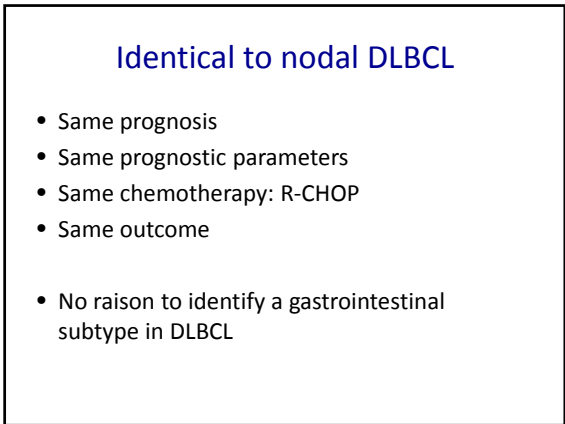 Identical to nodal DLBCL
• Same prognosis
• Same prognostic parameters
• Same chemotherapy: R-CHOP
• Same outcome
• No raison to identify a gastrointestinal
subtype in DLBCL